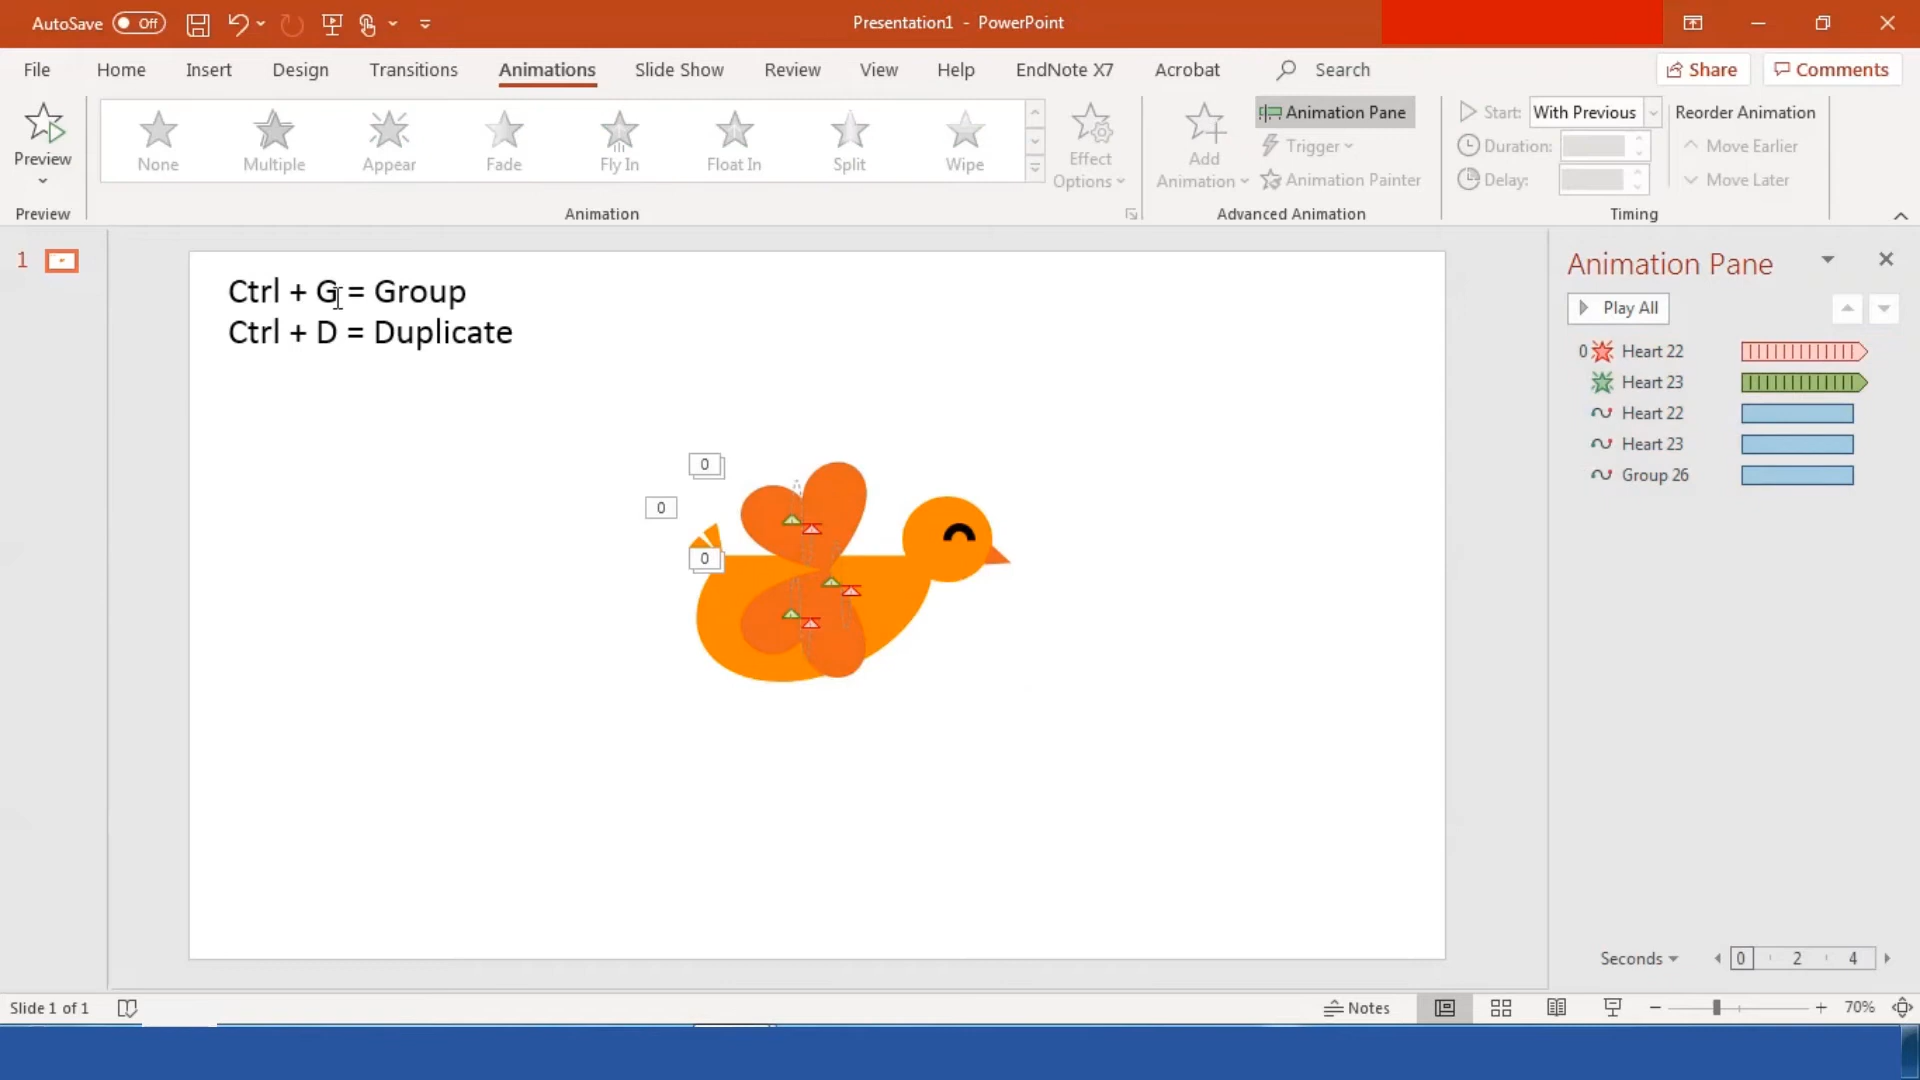 AutoSave Off
Presentation1 - PowerPoint
File Home Insert Design Transitions Animations Slide Show Review View Help EndNote X7 Acrobat Search Share Comments
Preview
None Multiple Appear Fade Fly In Float In Split Wipe
Effect Options
Add Animation
Animation Pane
Trigger
Animation Painter
Start: With Previous
Duration:
Delay:
Reorder Animation
Move Earlier
Move Later
Preview Animation Advanced Animation Timing
1
Ctrl + G = Group
Ctrl + D = Duplicate
0
0
0
Animation Pane
Play All
0 Heart 22
Heart 23
Heart 22
Heart 23
Group 26
Seconds 0 2 4
Slide 1 of 1 Notes 70%